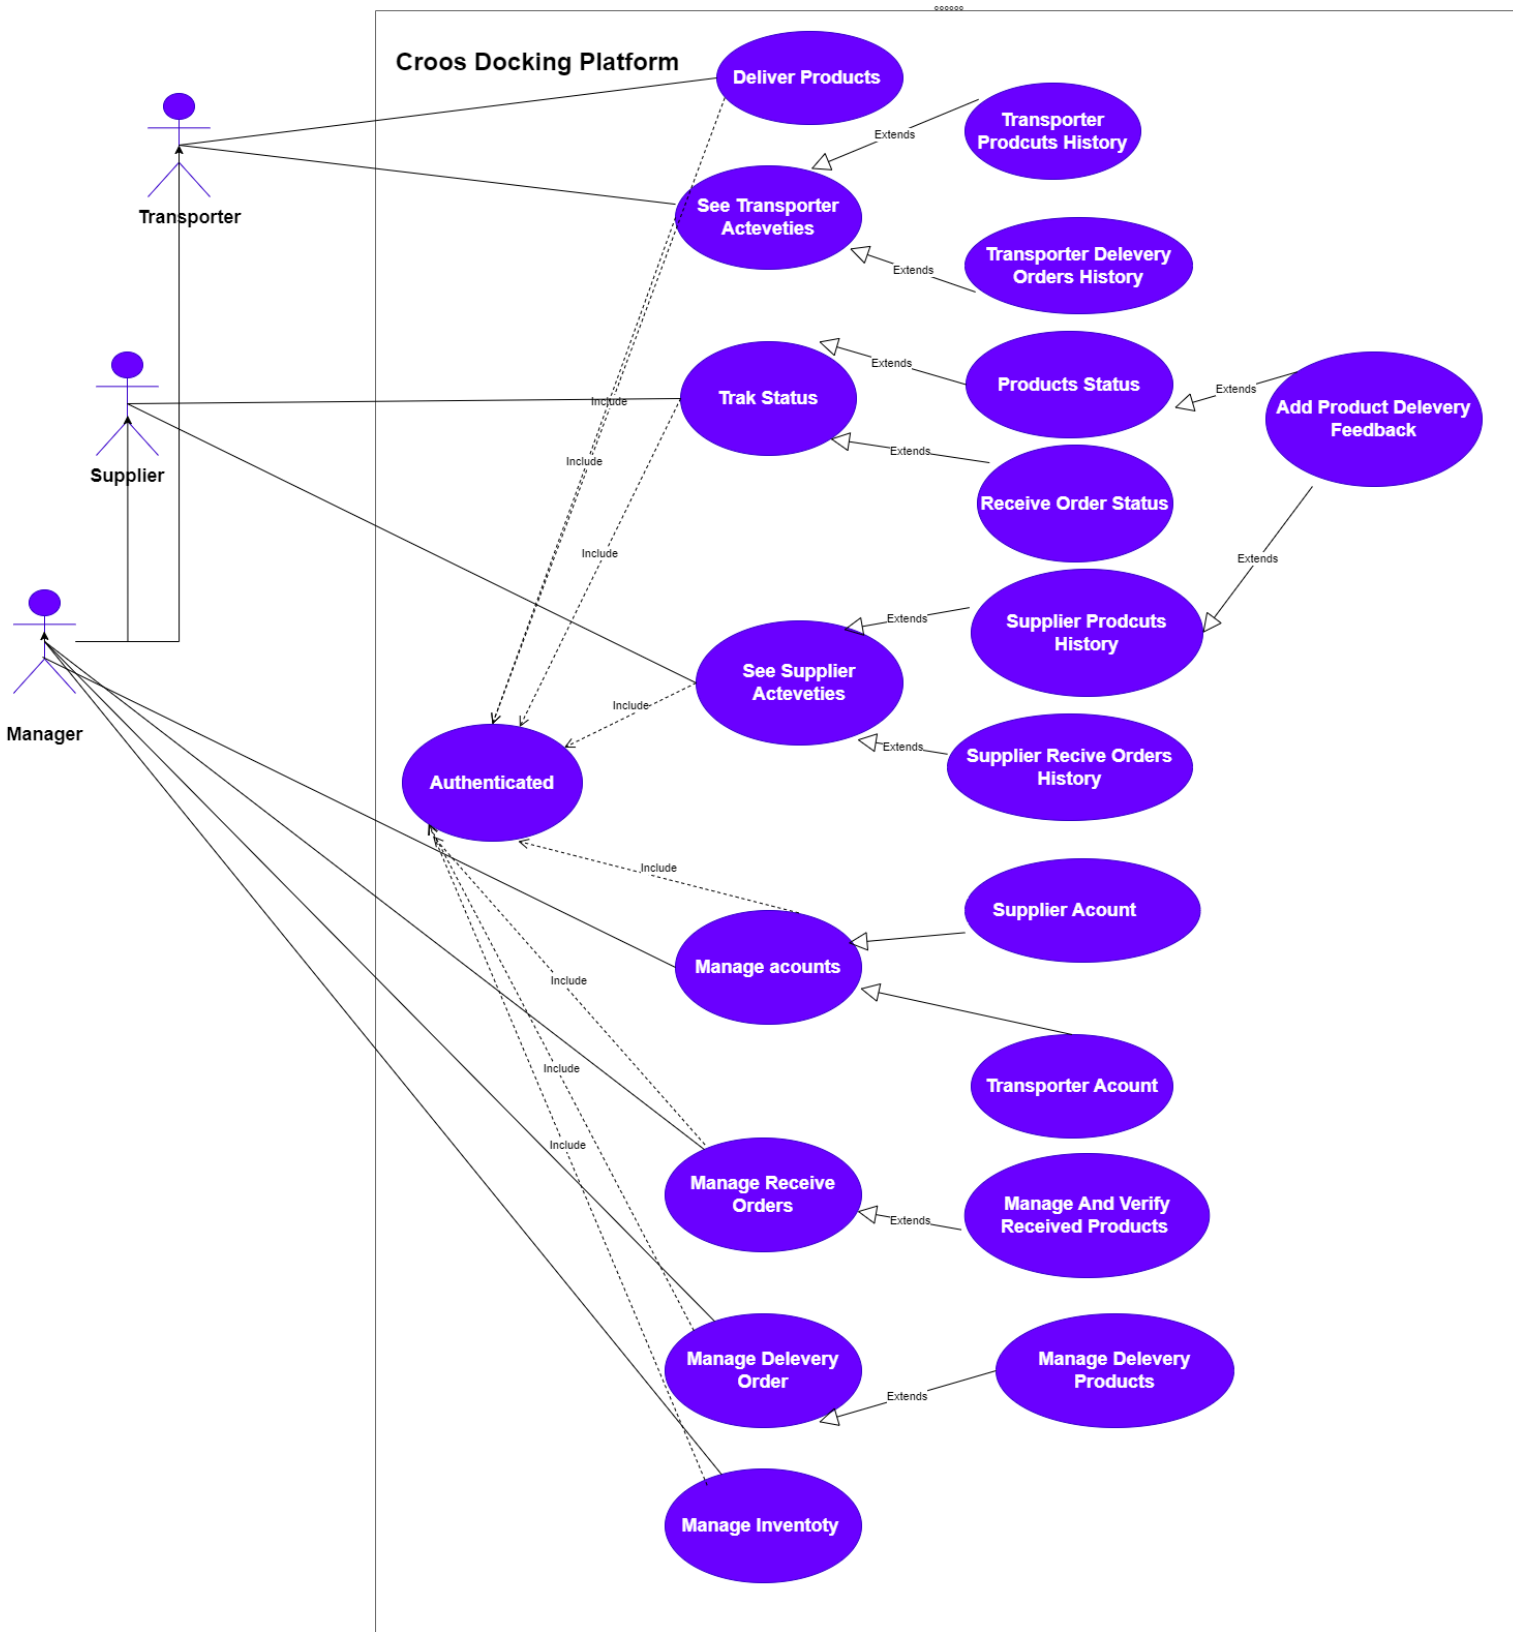 Croos Docking Platform
Deliver Products
Transporter
Prodcuts History
Extends
Transporter
See Transporter
Acteveties
Transporter Delevery
Orders History
Extends
Trak Status
Products Status
Extends
Extends
Add Product Delevery
Feedback
Include
Include
Extends
Supplier
Receive Order Status
Include
Extends
Supplier Prodcuts
History
Extends
See Supplier
Acteveties
Include
Manager
Extends
Supplier Recive Orders
History
Authenticated
Include
Supplier Acount
Manage acounts
Include
Include
Transporter Acount
Include
Manage Receive
Orders
Manage And Verify
Received Products
Extends
Manage Delevery
Order
Manage Delevery
Products
Extends
Manage Inventoty